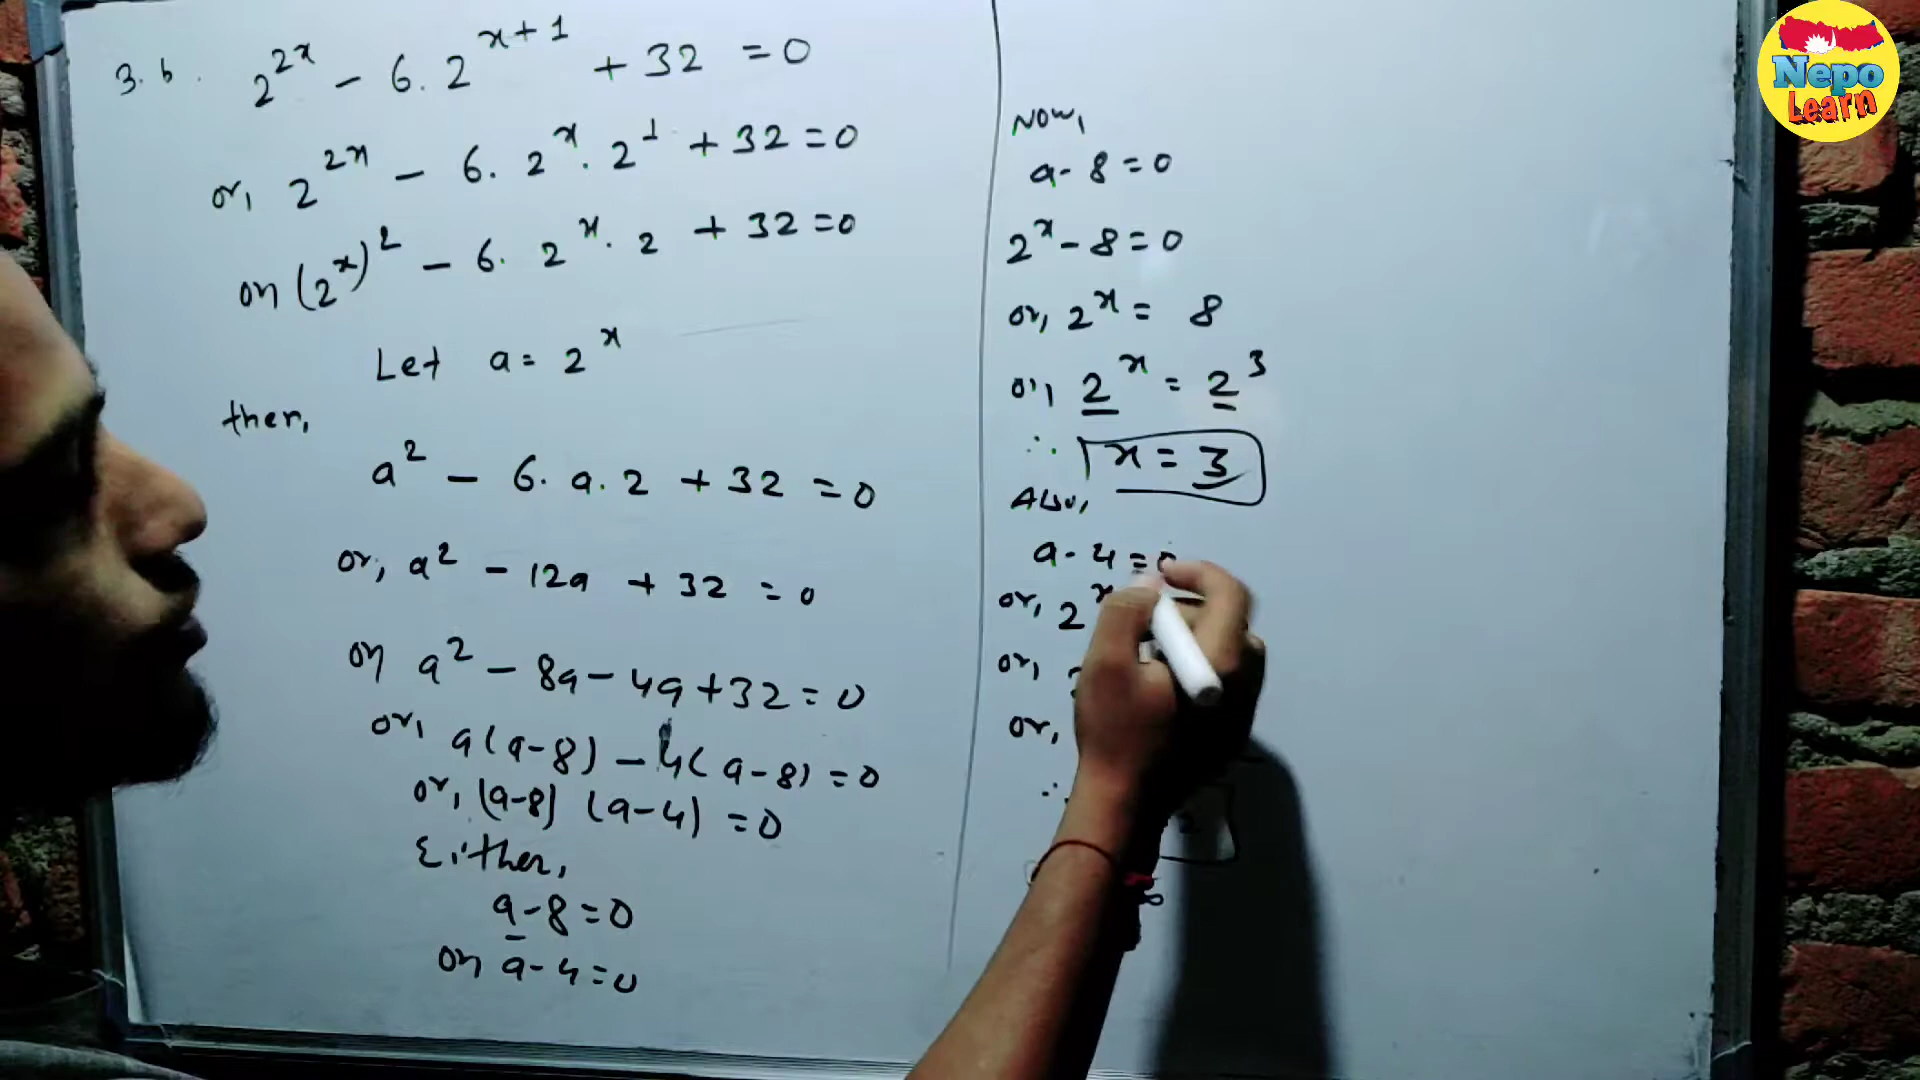 3. b. 2^{2x} - 6. 2^{x+1} + 32 = 0
or, 2^{2x} - 6. 2^x. 2^1 + 32 = 0
or, (2^x)^2 - 6. 2^x. 2 + 32 = 0
Let a = 2^x
then,
a^2 - 6. a. 2 + 32 = 0
or, a^2 - 12a + 32 = 0
or, a^2 - 8a - 4a + 32 = 0
or, a(a-8) - 4(a-8) = 0
or, (a-8) (a-4) = 0
Either,
a-8 = 0
or, a-4 = 0
Now,
a - 8 = 0
2^x - 8 = 0
or, 2^x = 8
or, 2^x = 2^3
∴ x = 3
Also,
a - 4 = 0
or, 2^x
or,
or,
∴ 2
Nepo
Learn